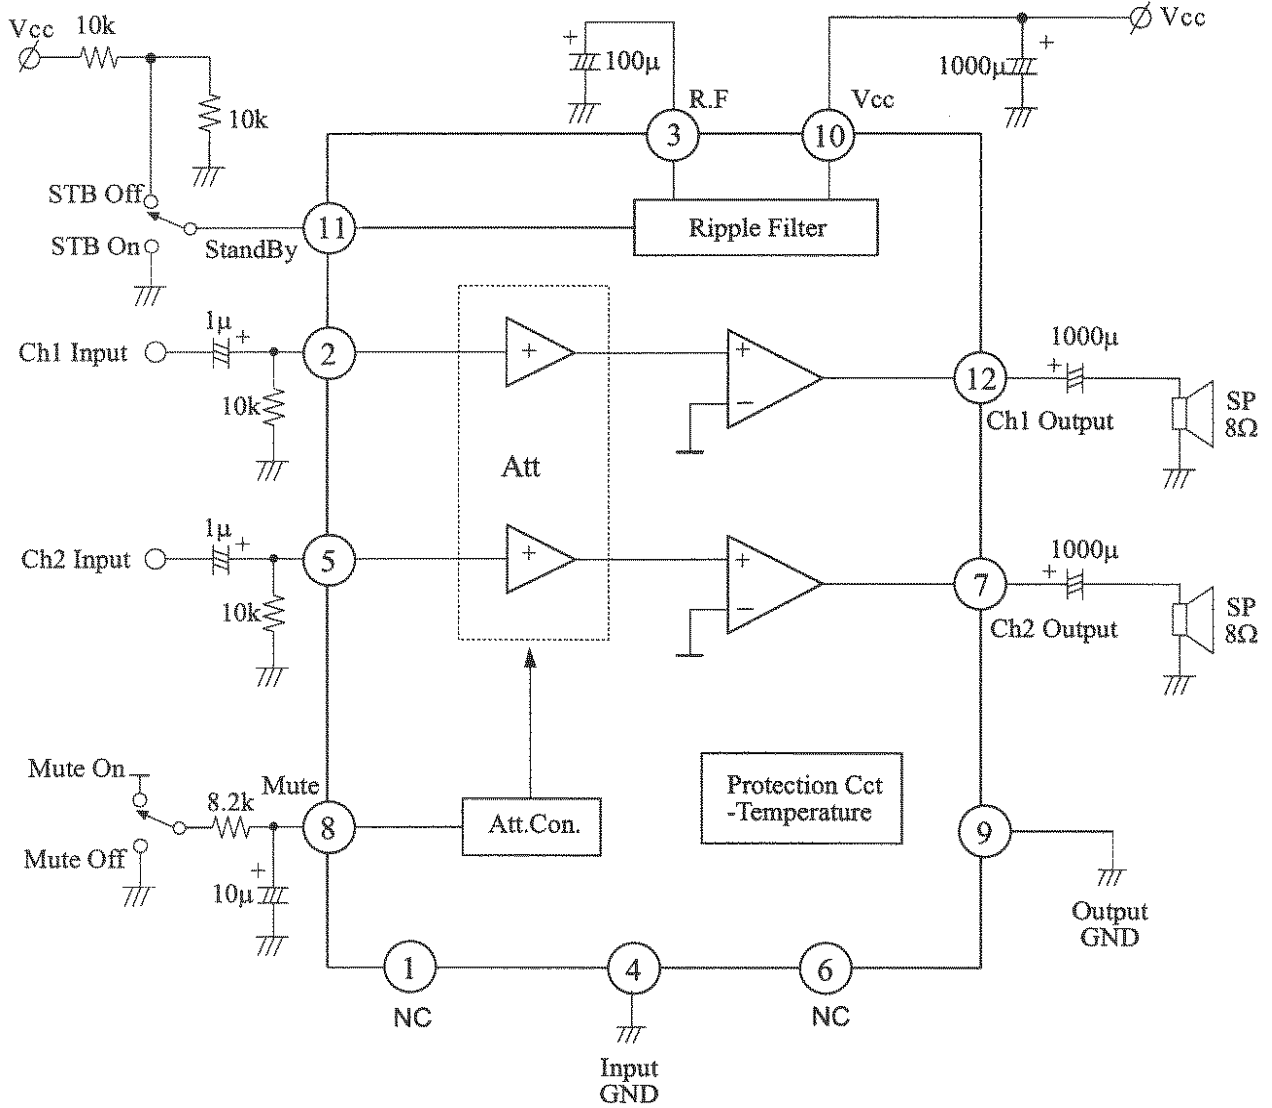 Vcc
10k
10k
+
100µ
R.F
3
Vcc
10
1000µ
+
Vcc
STB Off
STB On
StandBy
11
Ripple Filter
Ch1 Input
1µ
+
10k
2
+
+
−
12
1000µ
+
Ch1 Output
SP
8Ω
Att
Ch2 Input
1µ
+
10k
5
+
+
−
7
1000µ
+
Ch2 Output
SP
8Ω
Mute On
Mute Off
8.2k
Mute
8
+
10µ
Att.Con.
Protection Cct
-Temperature
9
Output
GND
1
NC
4
Input
GND
6
NC